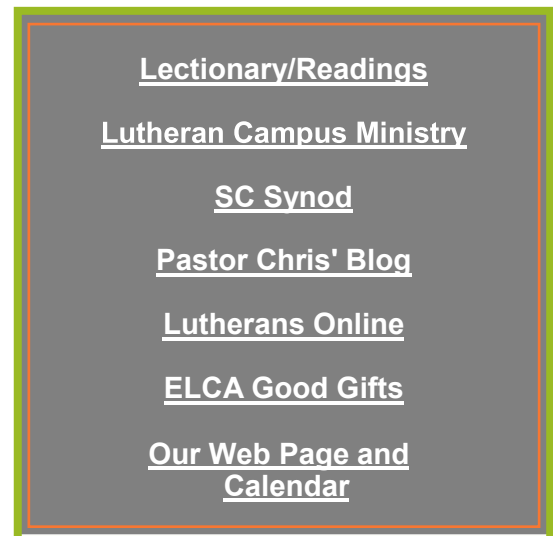 Lectionary/Readings
Lutheran Campus Ministry
SC Synod
Pastor Chris' Blog
Lutherans Online
ELCA Good Gifts
Our Web Page and
Calendar